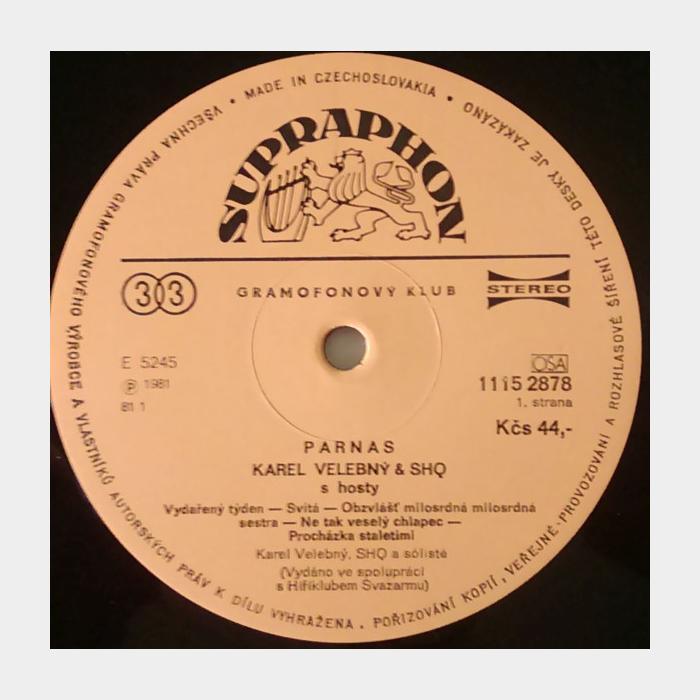 VŠECHNA PRÁVA GRAMOFONOVÉHO VÝROBCE A VLASTNÍKŮ AUTORSKÝCH PRÁV K DÍLU VYHRAŽENA. POŘIZOVÁNÍ KOPIÍ, VEŘEJNÉ PROVOZOVÁNÍ A ROZHLASOVÉ ŠÍŘENÍ TÉTO DESKY JE ZAKÁZÁNO • MADE IN CZECHOSLOVAKIA •
SUPRAPHON
33
GRAMOFONOVÝ KLUB
STEREO
E 5245
Ⓟ 1981
81 1
OSA
1115 2878
1. strana
Kčs 44,-
PARNAS
KAREL VELEBNÝ & SHQ
s hosty
Vydařený týden — Svítá — Obzvlášť milosrdná milosrdná
sestra — Ne tak veselý chlapec —
Procházka staletími
Karel Velebný, SHQ a sólisté
(Vydáno ve spolupráci
s Hifiklubem Svazarmu)